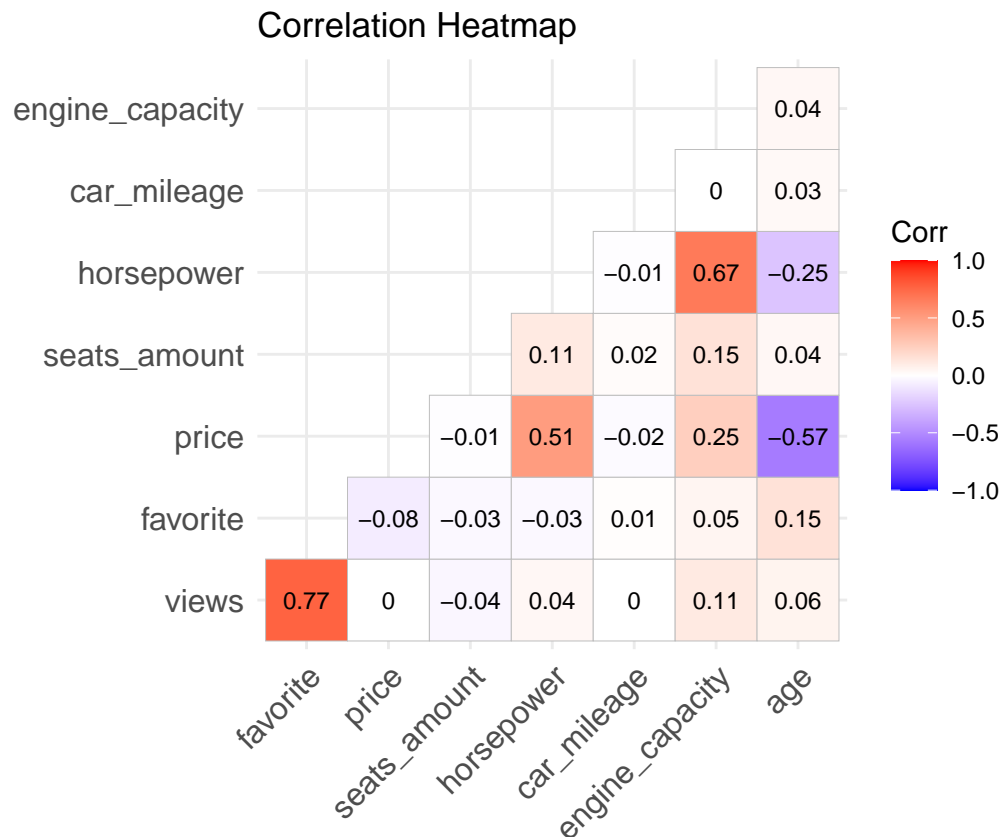 Correlation Heatmap
engine_capacity 0.04
car_mileage 0 0.03
horsepower −0.01 0.67 −0.25
seats_amount 0.11 0.02 0.15 0.04
price −0.01 0.51 −0.02 0.25 −0.57
favorite −0.08 −0.03 −0.03 0.01 0.05 0.15
views 0.77 0 −0.04 0.04 0 0.11 0.06
favorite
price
seats_amount
horsepower
car_mileage
engine_capacity
age
Corr
1.0
0.5
0.0
−0.5
−1.0